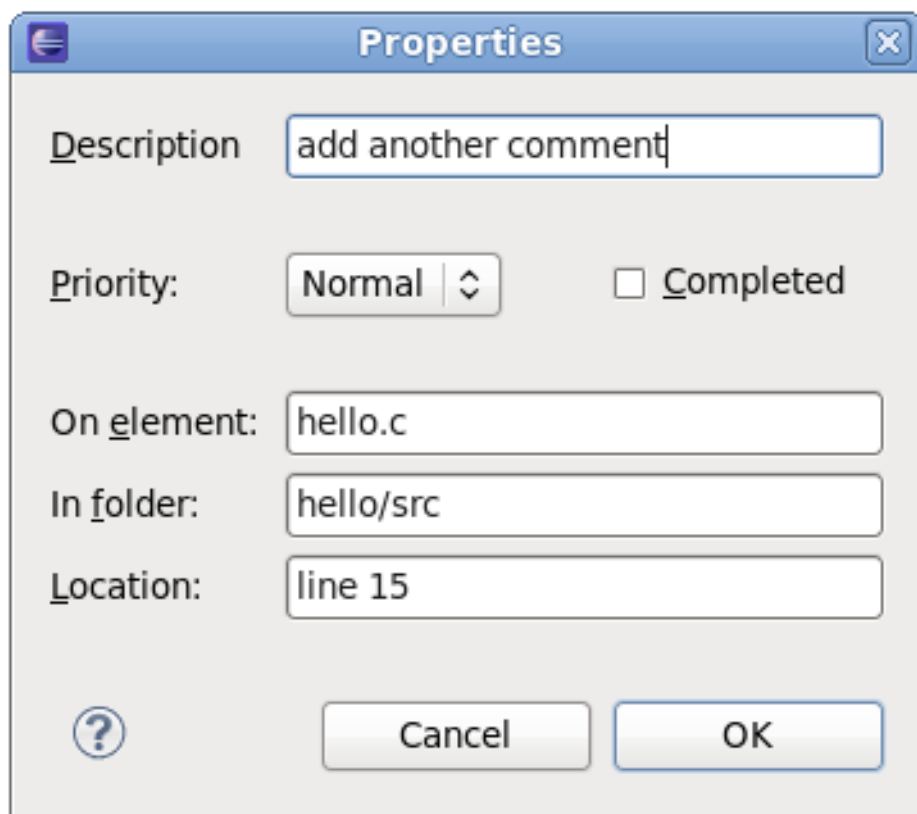 Properties
Description add another comment
Priority: Normal Completed
On element: hello.c
In folder: hello/src
Location: line 15
? Cancel OK